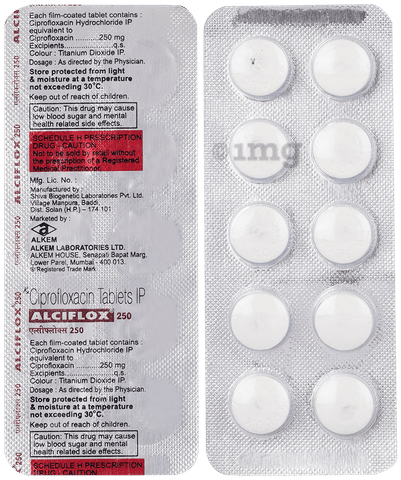 Each film-coated tablet contains :
Ciprofloxacin Hydrochloride IP
equivalent to
Ciprofloxacin ..........250 mg
Excipients....................q.s.
Colour : Titanium Dioxide IP
Dosage : As directed by the Physician.
Store protected from light
& moisture at a temperature
not exceeding 30°C.
Keep out of reach of children.
Caution: This drug may cause
low blood sugar and mental
health related side effects.
SCHEDULE H PRESCRIPTION
DRUG - CAUTION
Not to be sold by retail without
the prescription of a Registered
Medical Practitioner.
Mfg. Lic. No. :
Manufactured by :
Shiva Biogenetic Laboratories Pvt. Ltd.
Village Manpura, Baddi,
Dist. Solan (H.P.) – 174 101
Marketed by :
ALKEM
ALKEM LABORATORIES LTD.
ALKEM HOUSE, Senapati Bapat Marg,
Lower Parel, Mumbai - 400 013.
® Registered Trade Mark
Rx Ciprofloxacin Tablets IP
ALCIFLOX® 250
एल्सीफ्लोक्स 250
Each film-coated tablet contains :
Ciprofloxacin Hydrochloride IP
equivalent to
Ciprofloxacin ..........250 mg
Excipients....................q.s.
Colour : Titanium Dioxide IP
Dosage : As directed by the Physician.
Store protected from light
& moisture at a temperature
not exceeding 30°C.
Keep out of reach of children.
Caution: This drug may cause
low blood sugar and mental
health related side effects.
SCHEDULE H PRESCRIPTION
DRUG - CAUTION
ALCIFLOX 250
1mg